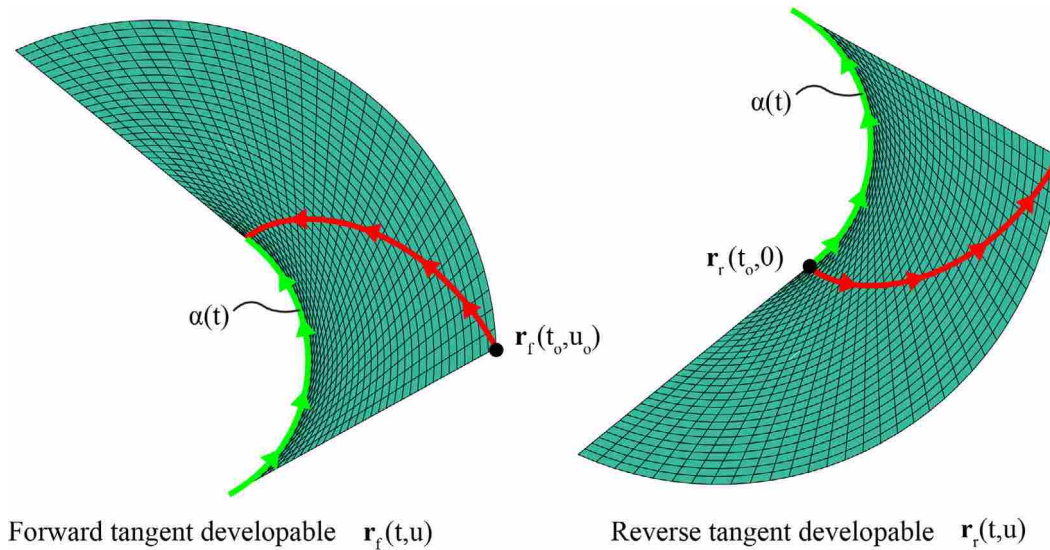 α(t)
r_r(t_o,0)
α(t)
r_f(t_o,u_o)
Forward tangent developable r_f(t,u)
Reverse tangent developable r_r(t,u)